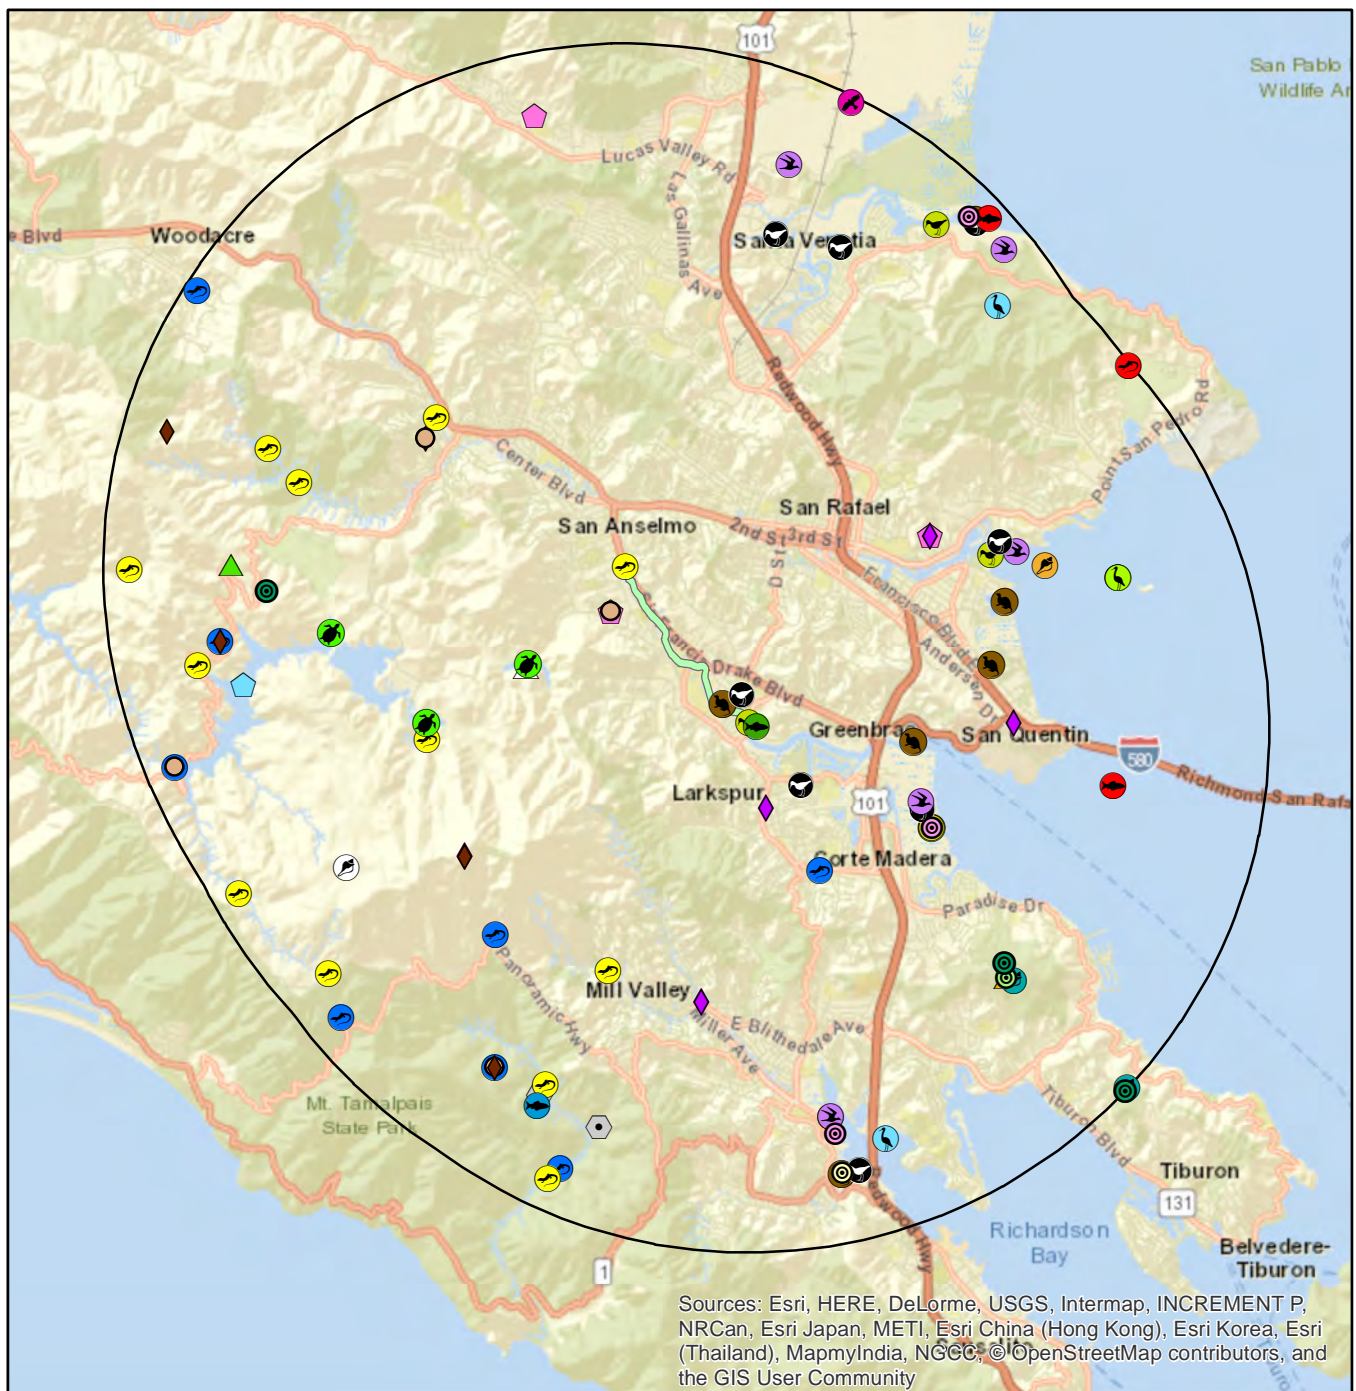 101
San Pablo
Wildlife Ar
Lucas Valley Rd
Las Gallinas Ave
e Blvd
Woodacre
Redwood Hwy
Point San Pedro Rd
Center Blvd
San Rafael
San Anselmo
2nd St
3rd St
D St
Francisco Blvd
Andersen Dr
Sir Francis Drake Blvd
Greenbra
San Quentin
580
Richmond San Rafa
Larkspur
101
Corte Madera
Paradise Dr
Panoramic Hwy
Mill Valley
Miller Ave
E Blithedale Ave
Mt. Tamalpais
State Park
Tiburon Blvd
Tiburon
131
Redwood Hwy
Richardson
Bay
Belvedere-
Tiburon
1
Sources: Esri, HERE, DeLorme, USGS, Intermap, INCREMENT P,
NRCan, Esri Japan, METI, Esri China (Hong Kong), Esri Korea, Esri
(Thailand), MapmyIndia, NGCC, © OpenStreetMap contributors, and
the GIS User Community